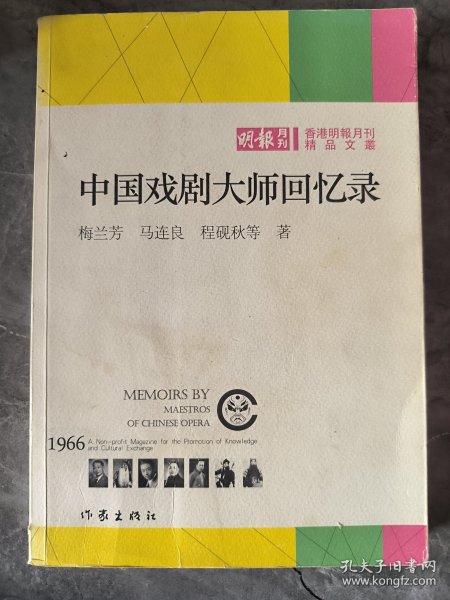 明報月刊
香港明報月刊
精品文叢
中国戏剧大师回忆录
梅兰芳 马连良 程砚秋等 著
MEMOIRS BY
MAESTROS
OF CHINESE OPERA
1966
A Non-profit Magazine for the Promotion of Knowledge
and Cultural Exchange
作家出版社
孔夫子旧书网
www.kongfz.com